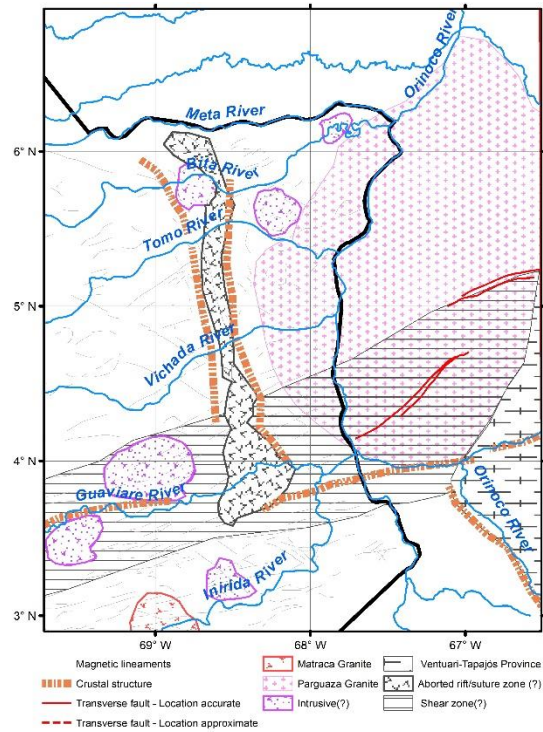 Orinoco River
Meta River
6° N
Bita River
Tomo River
5° N
Vichada River
4° N
Guaviare River
Orinoco River
Inirida River
3° N
69° W
68° W
67° W
Magnetic lineaments
Crustal structure
Transverse fault - Location accurate
Transverse fault - Location approximate
Matraca Granite
Parguaza Granite
Intrusive(?)
Ventuari-Tapajós Province
Aborted rift/suture zone (?)
Shear zone(?)